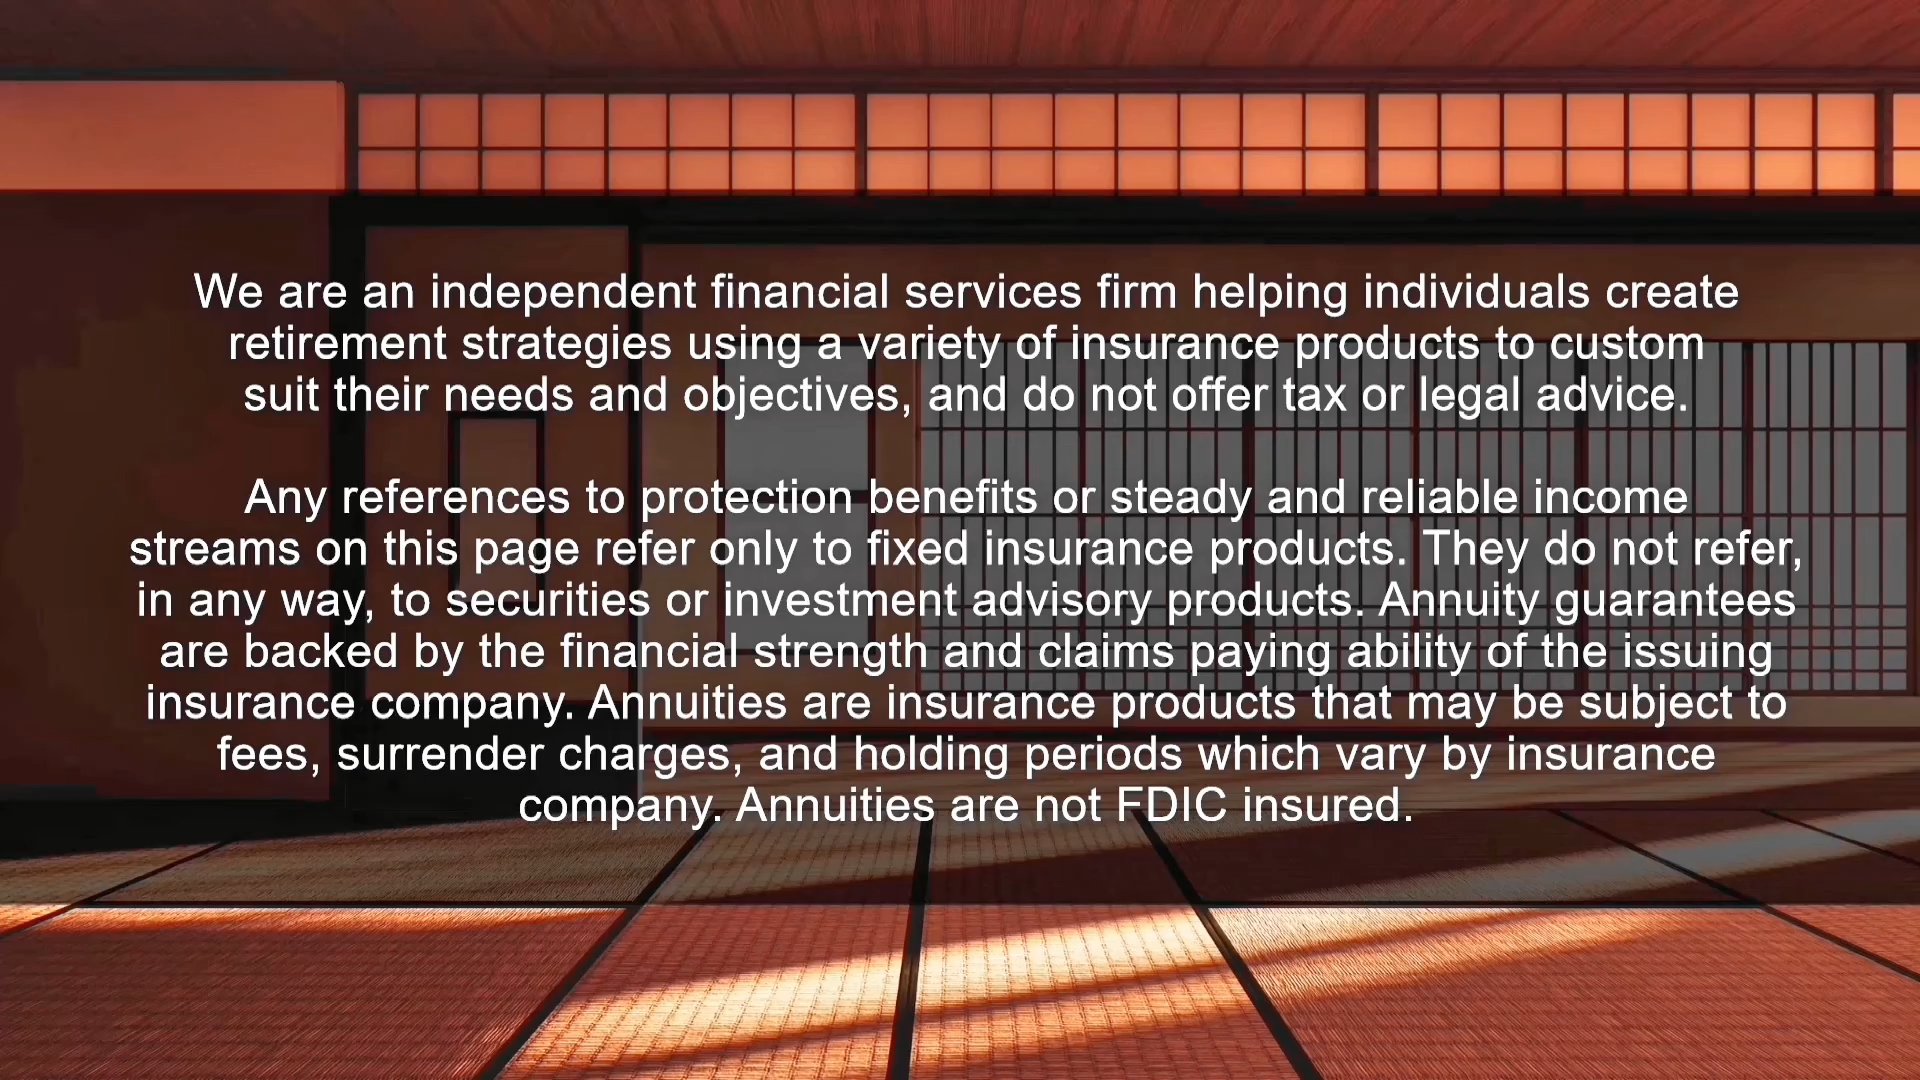 We are an independent financial services firm helping individuals create
retirement strategies using a variety of insurance products to custom
suit their needs and objectives, and do not offer tax or legal advice.
Any references to protection benefits or steady and reliable income
streams on this page refer only to fixed insurance products. They do not refer,
in any way, to securities or investment advisory products. Annuity guarantees
are backed by the financial strength and claims paying ability of the issuing
insurance company. Annuities are insurance products that may be subject to
fees, surrender charges, and holding periods which vary by insurance
company. Annuities are not FDIC insured.